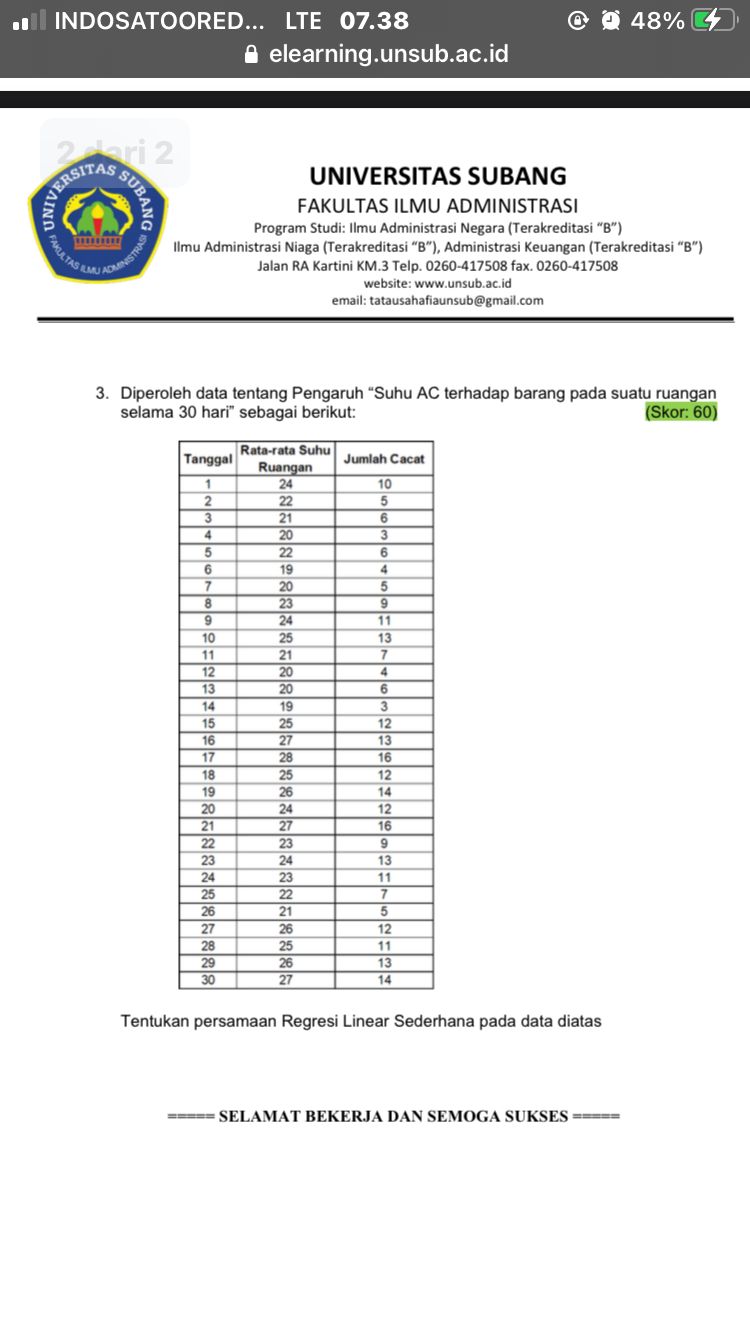 INDOSATOORED... LTE 07.38 48%
elearning.unsub.ac.id
2 dari 2
UNIVERSITAS SUBANG
FAKULTAS ILMU ADMINISTRASI
UNIVERSITAS SUBANG
FAKULTAS ILMU ADMINISTRASI
Program Studi: Ilmu Administrasi Negara (Terakreditasi “B”)
Ilmu Administrasi Niaga (Terakreditasi “B”), Administrasi Keuangan (Terakreditasi “B”)
Jalan RA Kartini KM.3 Telp. 0260-417508 fax. 0260-417508
website: www.unsub.ac.id
email: tatausahafiaunsub@gmail.com
3. Diperoleh data tentang Pengaruh “Suhu AC terhadap barang pada suatu ruangan
selama 30 hari” sebagai berikut: (Skor: 60)
Tanggal Rata-rata Suhu Ruangan Jumlah Cacat
1 24 10
2 22 5
3 21 6
4 20 3
5 22 6
6 19 4
7 20 5
8 23 9
9 24 11
10 25 13
11 21 7
12 20 4
13 20 6
14 19 3
15 25 12
16 27 13
17 28 16
18 25 12
19 26 14
20 24 12
21 27 16
22 23 9
23 24 13
24 23 11
25 22 7
26 21 5
27 26 12
28 25 11
29 26 13
30 27 14
Tentukan persamaan Regresi Linear Sederhana pada data diatas
===== SELAMAT BEKERJA DAN SEMOGA SUKSES =====